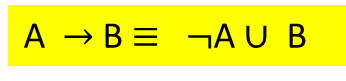 A → B ≡ ¬A ∪ B